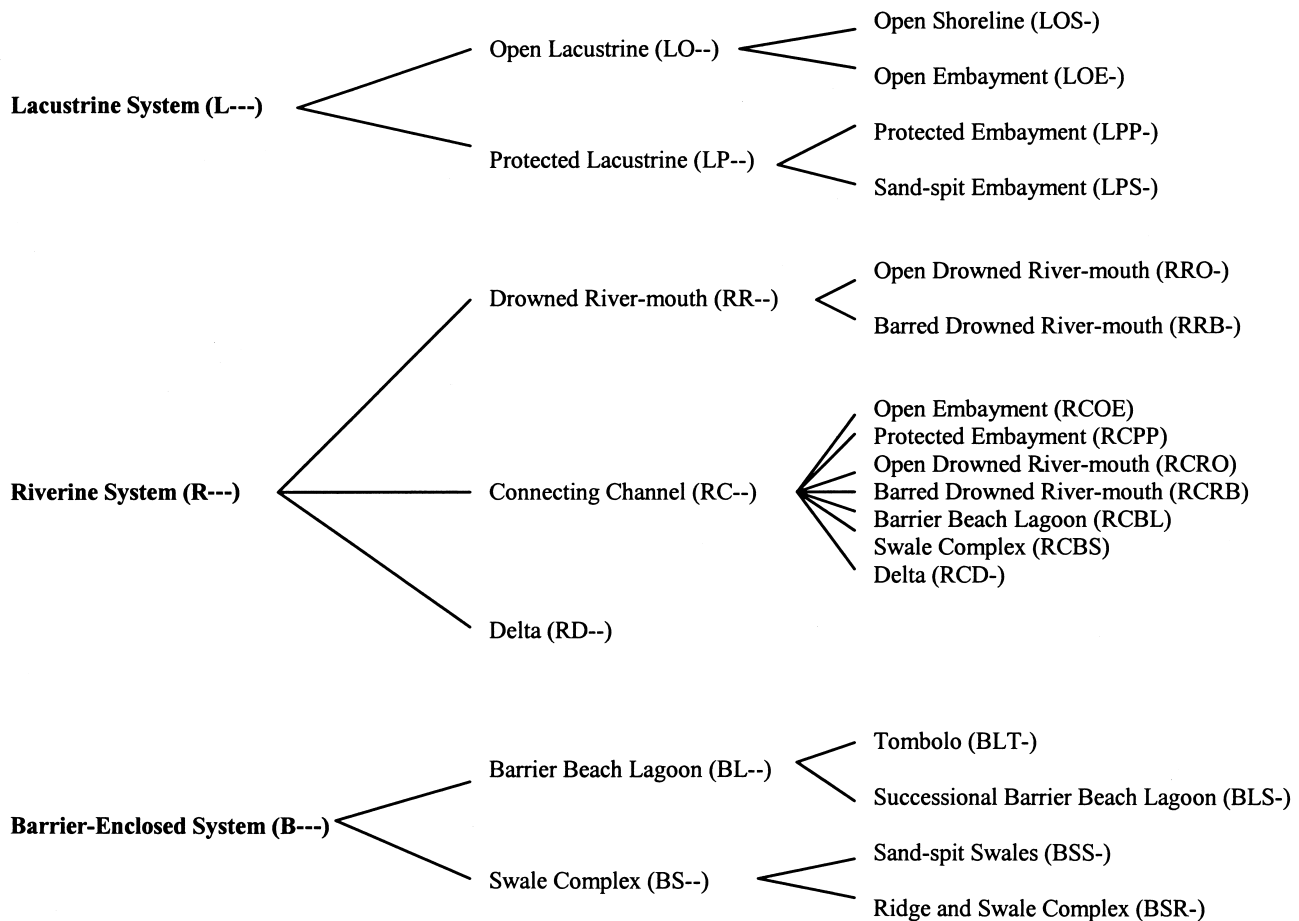 Open Shoreline (LOS-)
Open Lacustrine (LO--)
Open Embayment (LOE-)
Lacustrine System (L---)
Protected Embayment (LPP-)
Protected Lacustrine (LP--)
Sand-spit Embayment (LPS-)
Open Drowned River-mouth (RRO-)
Drowned River-mouth (RR--)
Barred Drowned River-mouth (RRB-)
Open Embayment (RCOE)
Protected Embayment (RCPP)
Open Drowned River-mouth (RCRO)
Riverine System (R---)
Connecting Channel (RC--)
Barred Drowned River-mouth (RCRB)
Barrier Beach Lagoon (RCBL)
Swale Complex (RCBS)
Delta (RCD-)
Delta (RD--)
Tombolo (BLT-)
Barrier Beach Lagoon (BL--)
Successional Barrier Beach Lagoon (BLS-)
Barrier-Enclosed System (B---)
Sand-spit Swales (BSS-)
Swale Complex (BS--)
Ridge and Swale Complex (BSR-)